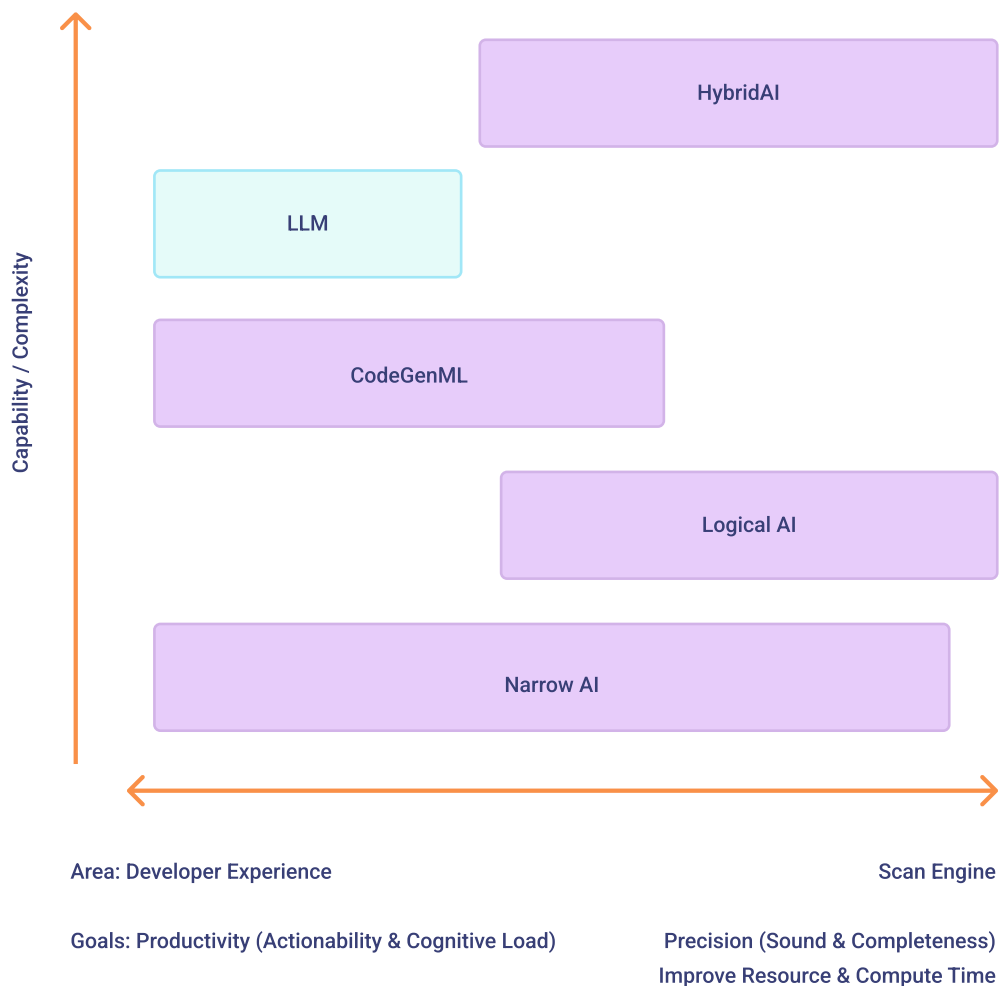 HybridAI
LLM
Capability / Complexity
CodeGenML
Logical AI
Narrow AI
Area: Developer Experience
Scan Engine
Goals: Productivity (Actionability & Cognitive Load)
Precision (Sound & Completeness)
Improve Resource & Compute Time